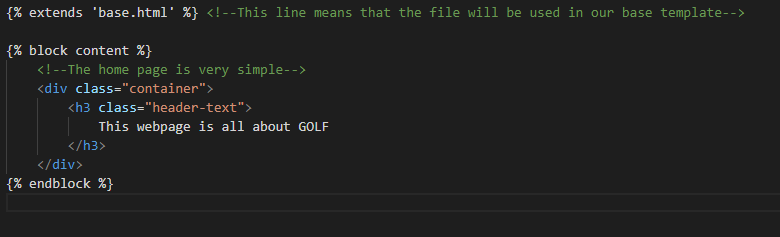 {% extends 'base.html' %} <!--This line means that the file will be used in our base template-->
{% block content %}
<!--The home page is very simple-->
<div class="container">
<h3 class="header-text">
This webpage is all about GOLF
</h3>
</div>
{% endblock %}